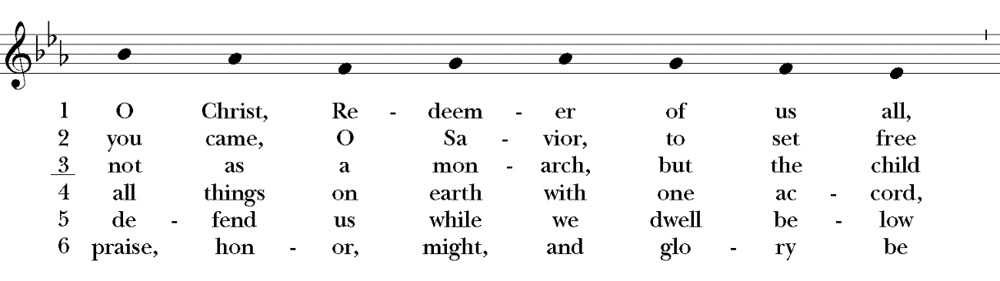 1 O Christ, Re - deem - er of us all,
2 you came, O Sa - vior, to set free
3 not as a mon - arch, but the child
4 all things on earth with one ac - cord,
5 de - fend us while we dwell be - low
6 praise, hon - or, might, and glo - ry be